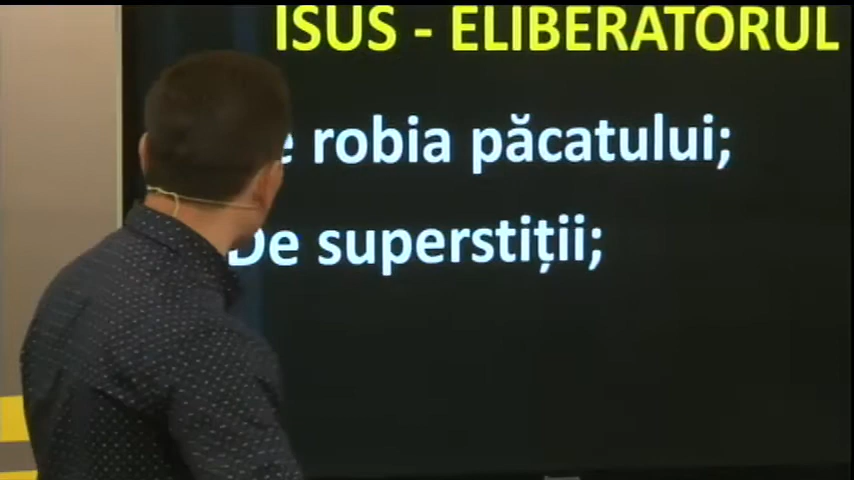 ISUS - ELIBERATORUL
robia păcatului;
De superstiții;